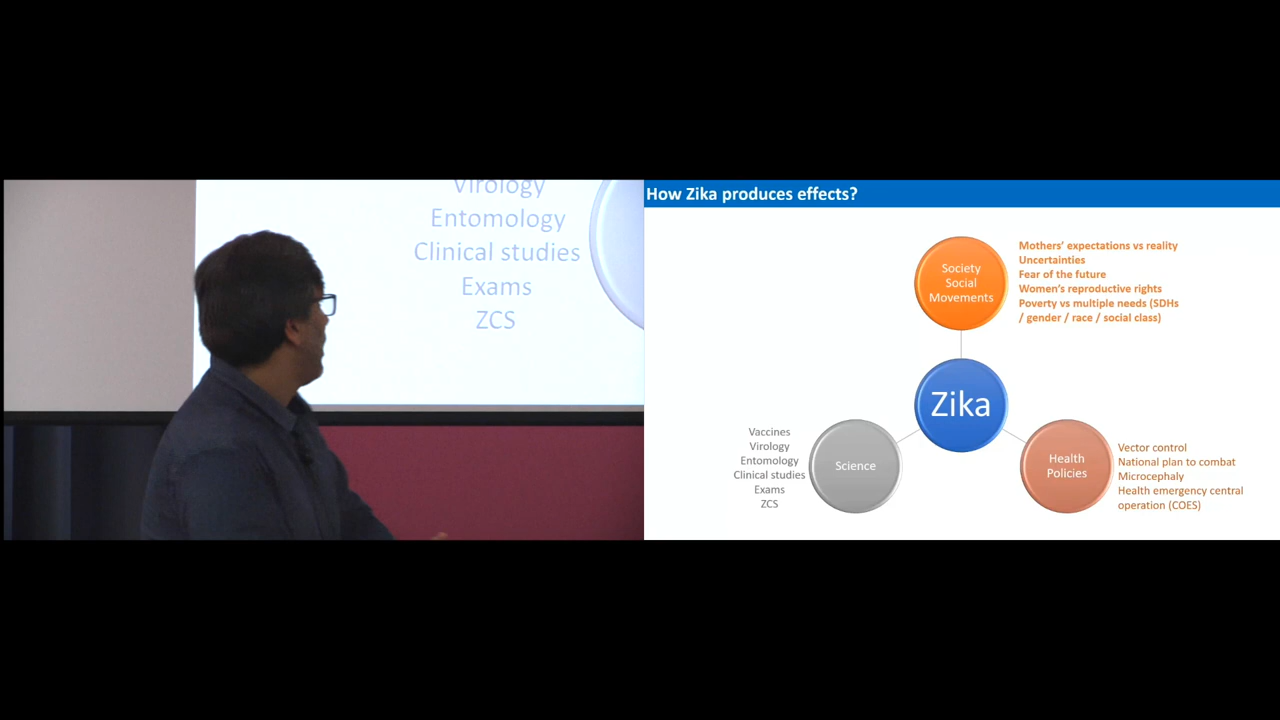 Virology
Entomology
Clinical studies
Exams
ZCS
How Zika produces effects?
Society
Social
Movements
Mothers’ expectations vs reality
Uncertainties
Fear of the future
Women’s reproductive rights
Poverty vs multiple needs (SDHs
/ gender / race / social class)
Zika
Vaccines
Virology
Entomology
Clinical studies
Exams
ZCS
Science
Health
Policies
Vector control
National plan to combat
Microcephaly
Health emergency central
operation (COES)